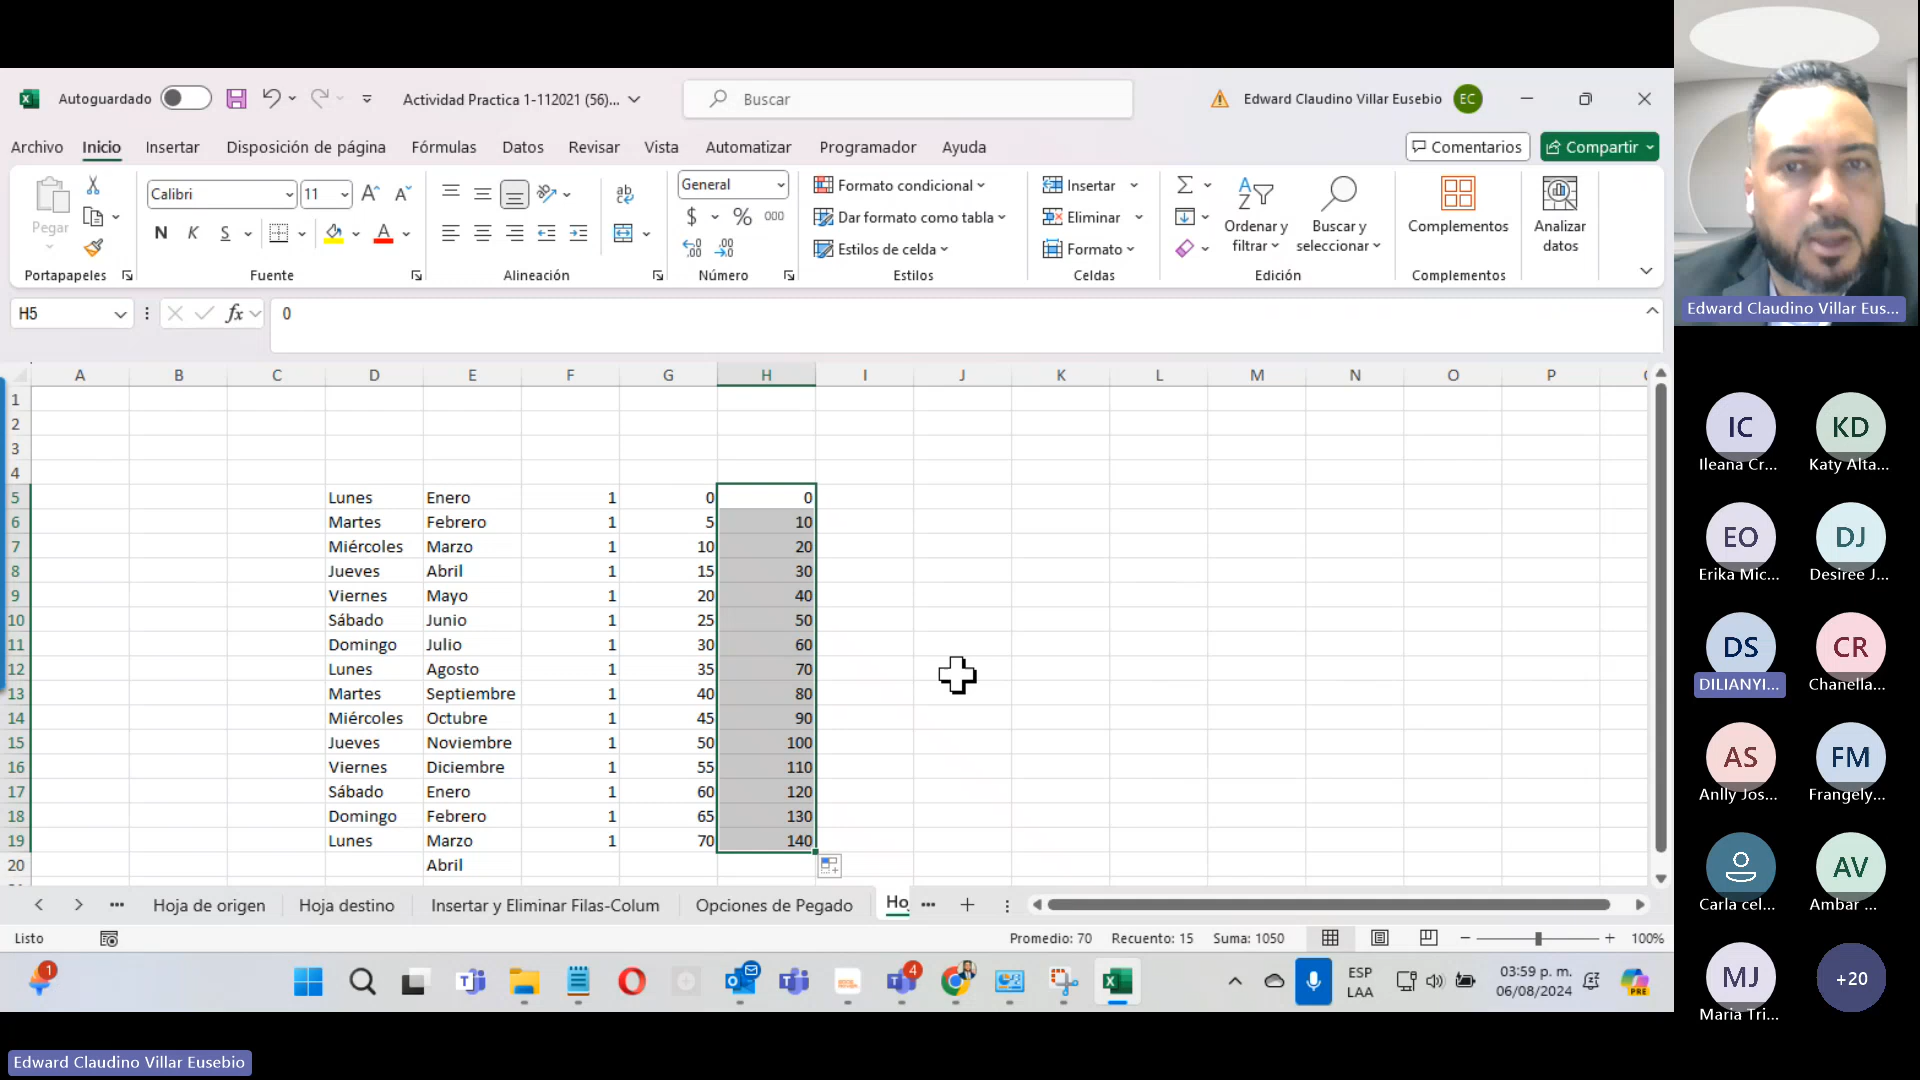 Autoguardado
Actividad Practica 1-112021 (56)...
Buscar
Edward Claudino Villar Eusebio
EC
Archivo Inicio Insertar Disposición de página Fórmulas Datos Revisar Vista Automatizar Programador Ayuda
Comentarios
Compartir
Pegar
Portapapeles
Calibri
11
N K S
Fuente
Alineación
General
$ % 000
Número
Formato condicional
Dar formato como tabla
Estilos de celda
Estilos
Insertar
Eliminar
Formato
Celdas
Ordenar y filtrar
Buscar y seleccionar
Edición
Complementos
Complementos
Analizar datos
H5
fx
0
A B C D E F G H I J K L M N O P
1
2
3
4
5 Lunes Enero 1 0 0
6 Martes Febrero 1 5 10
7 Miércoles Marzo 1 10 20
8 Jueves Abril 1 15 30
9 Viernes Mayo 1 20 40
10 Sábado Junio 1 25 50
11 Domingo Julio 1 30 60
12 Lunes Agosto 1 35 70
13 Martes Septiembre 1 40 80
14 Miércoles Octubre 1 45 90
15 Jueves Noviembre 1 50 100
16 Viernes Diciembre 1 55 110
17 Sábado Enero 1 60 120
18 Domingo Febrero 1 65 130
19 Lunes Marzo 1 70 140
20 Abril
Hoja de origen Hoja destino Insertar y Eliminar Filas-Colum Opciones de Pegado Ho
Listo
Promedio: 70 Recuento: 15 Suma: 1050
100%
1
4
ESP
LAA
03:59 p. m.
06/08/2024
PRE
Edward Claudino Villar Eusebio
Edward Claudino Villar Eus...
IC
Ileana Cr...
KD
Katy Alta...
EO
Erika Mic...
DJ
Desiree J...
DS
DILIANYI...
CR
Chanella...
AS
Anlly Jos...
FM
Frangely...
Carla cel...
AV
Ambar ...
MJ
Maria Tri...
+20